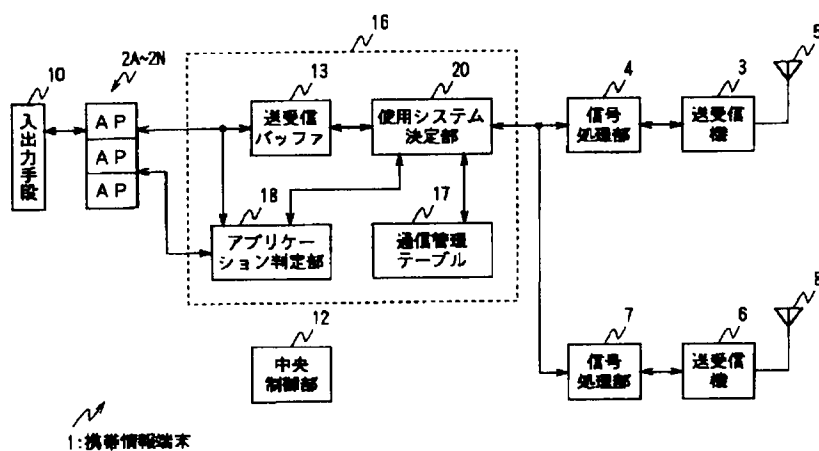 16
5
10
2A~2N
13
20
4
3
入出力手段
AP
AP
AP
送受信
バッファ
使用システム
決定部
信号
処理部
送受信
機
18
17
アプリケー
ション判定部
通信管理
テーブル
8
12
7
6
中央
制御部
信号
処理部
送受信
機
1:携帯情報端末